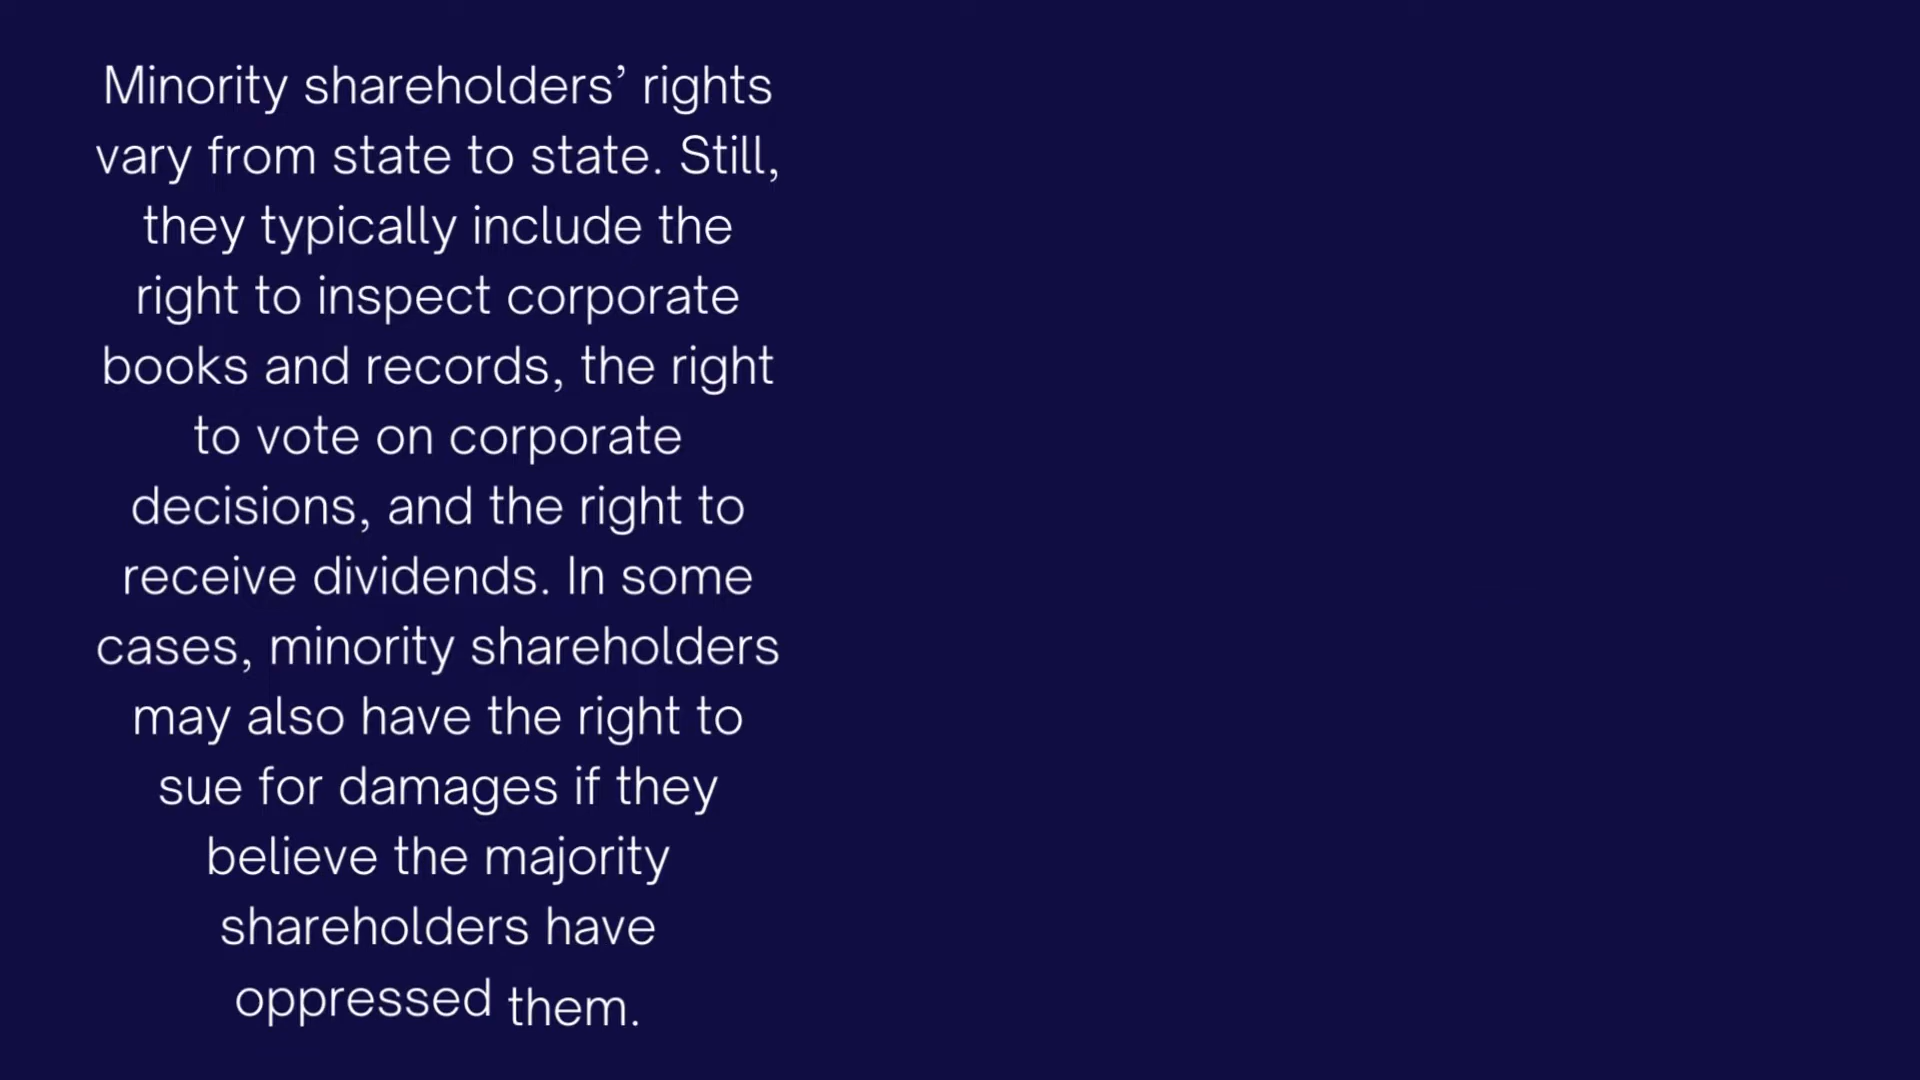 Minority shareholders’ rights
vary from state to state. Still,
they typically include the
right to inspect corporate
books and records, the right
to vote on corporate
decisions, and the right to
receive dividends. In some
cases, minority shareholders
may also have the right to
sue for damages if they
believe the majority
shareholders have
oppressed them.